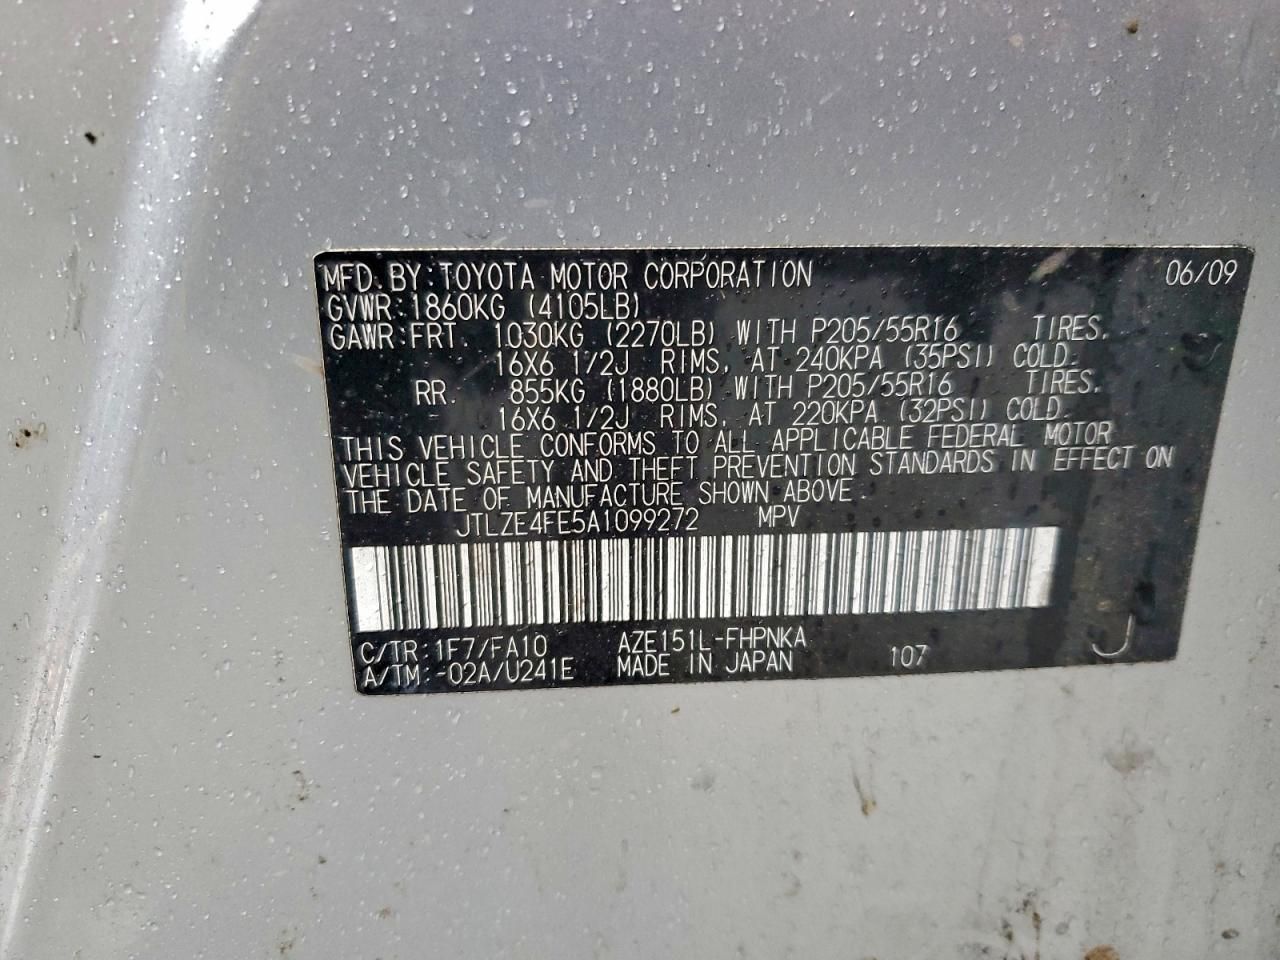 MFD. BY: TOYOTA MOTOR CORPORATION 06/09
GVWR: 1860KG (4105LB)
GAWR: FRT. 1030KG (2270LB) WITH P205/55R16 TIRES,
16X6 1/2J RIMS, AT 240KPA (35PSI) COLD.
RR. 855KG (1880LB) WITH P205/55R16 TIRES,
16X6 1/2J RIMS, AT 220KPA (32PSI) COLD.
THIS VEHICLE CONFORMS TO ALL APPLICABLE FEDERAL MOTOR
VEHICLE SAFETY AND THEFT PREVENTION STANDARDS IN EFFECT ON
THE DATE OF MANUFACTURE SHOWN ABOVE.
JTLZE4FE5A1099272 MPV
C/TR: 1F7/FA10 AZE151L-FHPNKA
A/TM: -02A/U241E MADE IN JAPAN 107 J